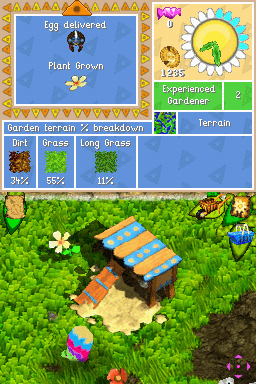 Egg delivered
0
Plant Grown
1235
Experienced
Gardener
2
Garden terrain % breakdown
Terrain
Dirt
Grass
Long Grass
34%
55%
11%